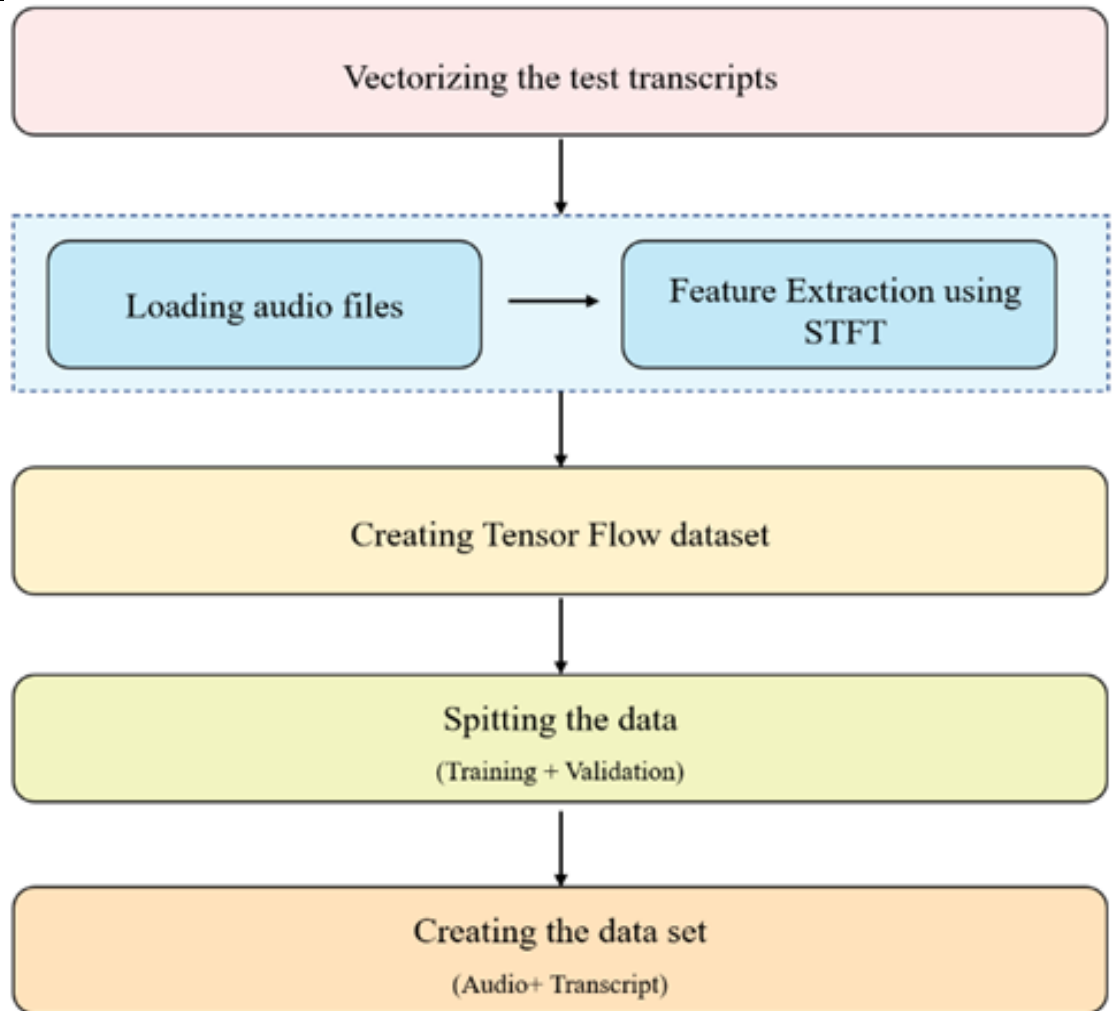 Vectorizing the test transcripts
Loading audio files
Feature Extraction using
STFT
Creating Tensor Flow dataset
Spitting the data
(Training + Validation)
Creating the data set
(Audio+ Transcript)